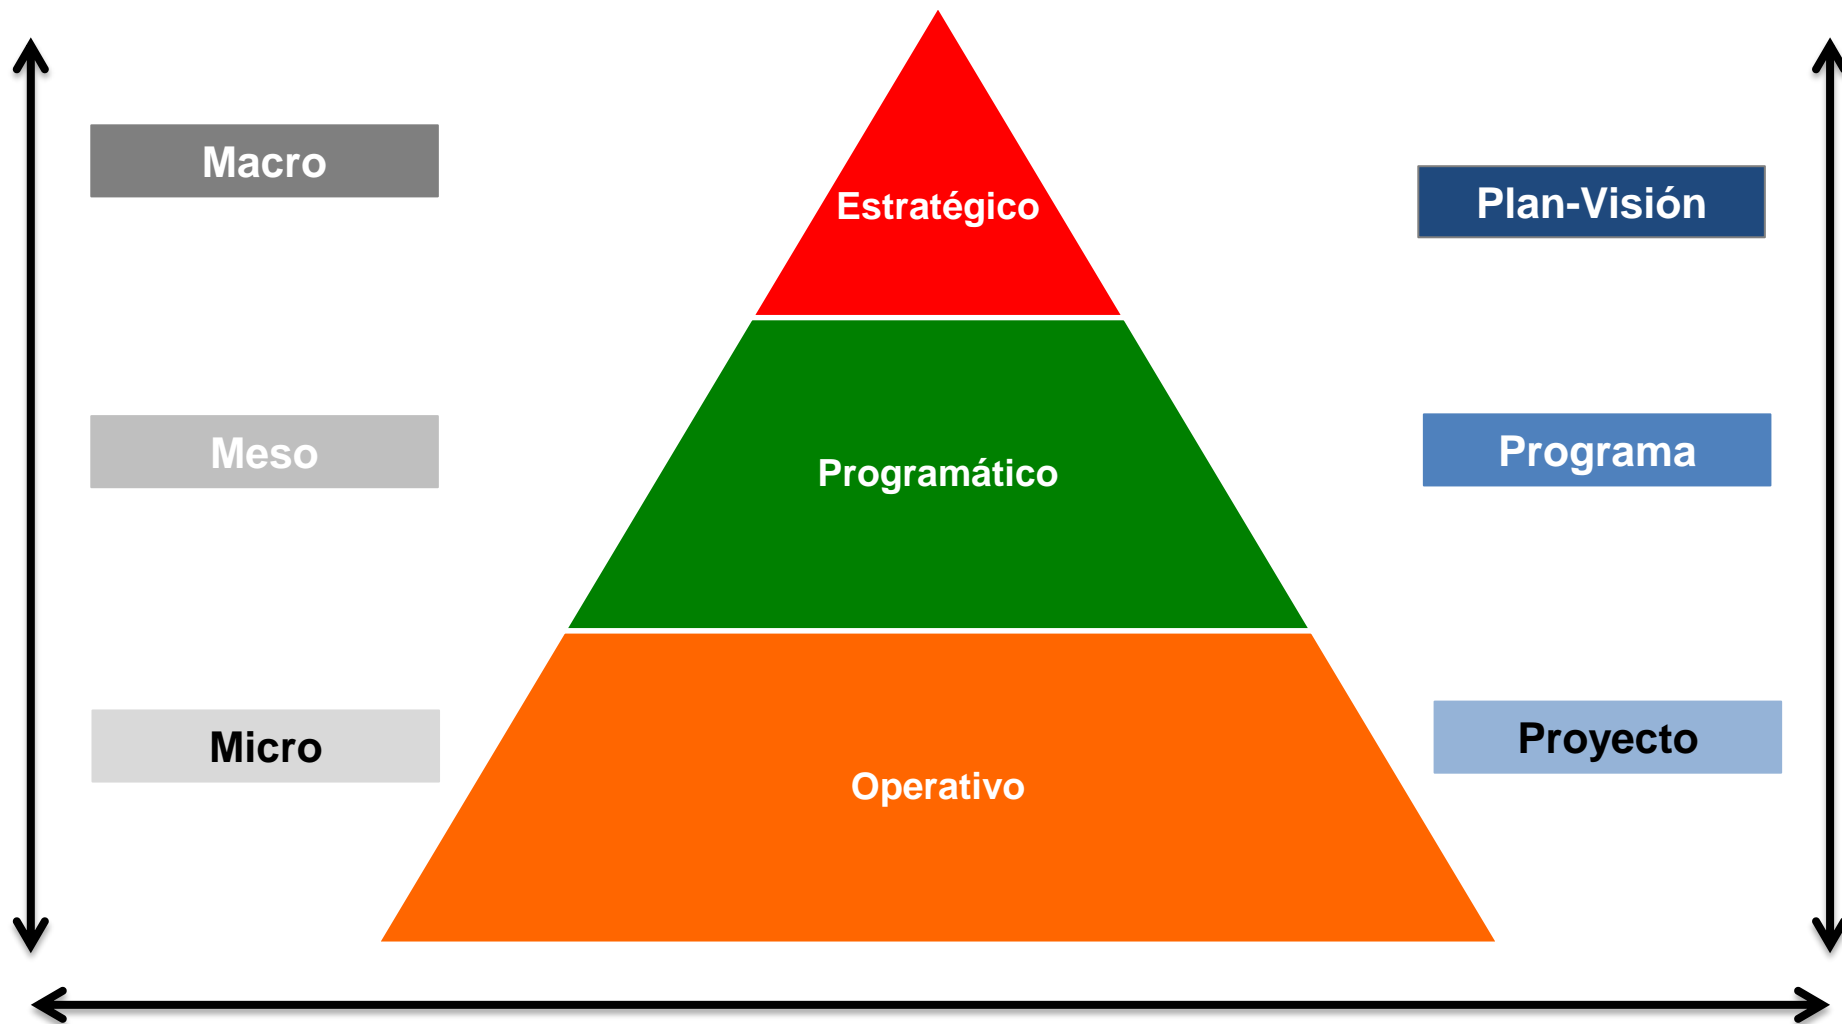 Macro
Estratégico
Plan-Visión
Meso
Programático
Programa
Micro
Operativo
Proyecto